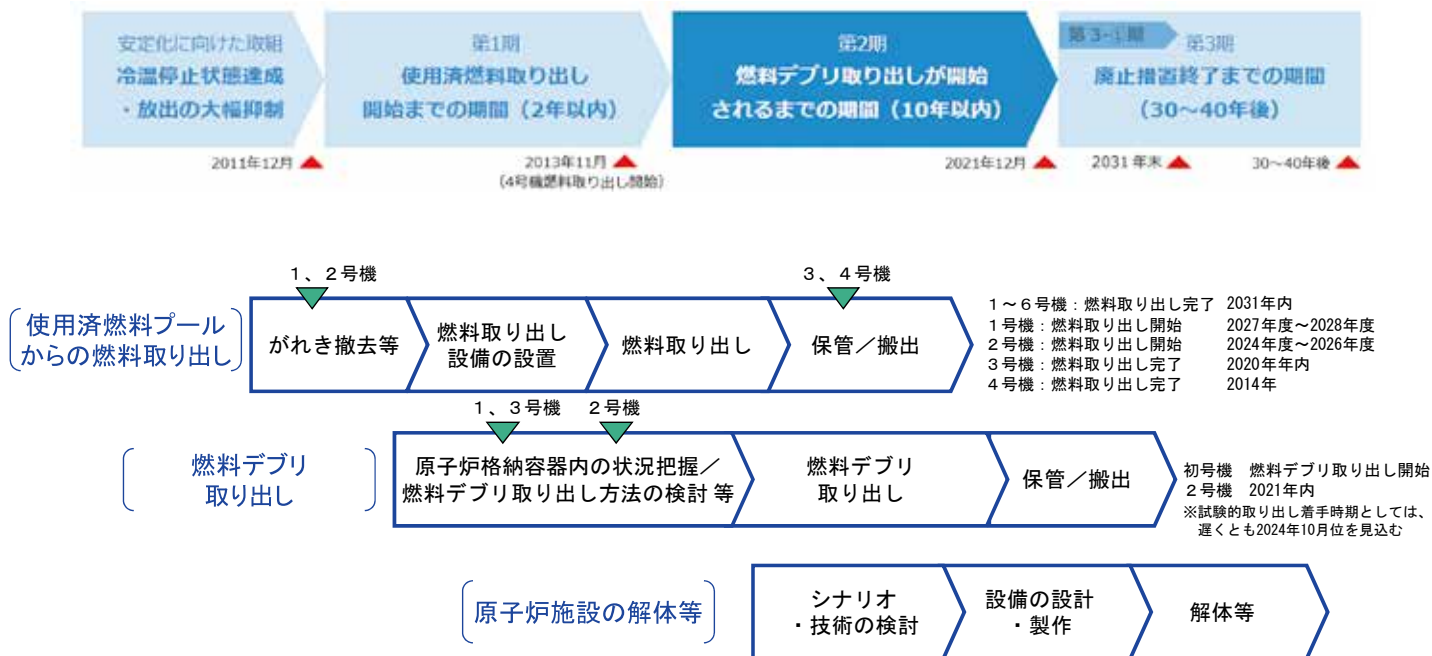 安定化に向けた取組
冷温停止状態達成
・放出の大幅抑制
第1期
使用済燃料取り出し
開始までの期間（2年以内）
第2期
燃料デブリ取り出しが開始
されるまでの期間（10年以内）
第3-①期
第3期
廃止措置終了までの期間
（30～40年後）
2011年12月
2013年11月
（4号機燃料取り出し開始）
2021年12月
2031年末
30～40年後
１、２号機
３、４号機
使用済燃料プール
からの燃料取り出し
がれき撤去等
燃料取り出し
設備の設置
燃料取り出し
保管／搬出
１～６号機：燃料取り出し完了　2031年内
１号機：燃料取り出し開始　2027年度～2028年度
２号機：燃料取り出し開始　2024年度～2026年度
３号機：燃料取り出し完了　2020年年内
４号機：燃料取り出し完了　2014年
１、３号機
２号機
燃料デブリ
取り出し
原子炉格納容器内の状況把握／
燃料デブリ取り出し方法の検討 等
燃料デブリ
取り出し
保管／搬出
初号機　燃料デブリ取り出し開始
２号機　2021年内
※試験的取り出し着手時期としては、
遅くとも2024年10月位を見込む
原子炉施設の解体等
シナリオ
・技術の検討
設備の設計
・製作
解体等